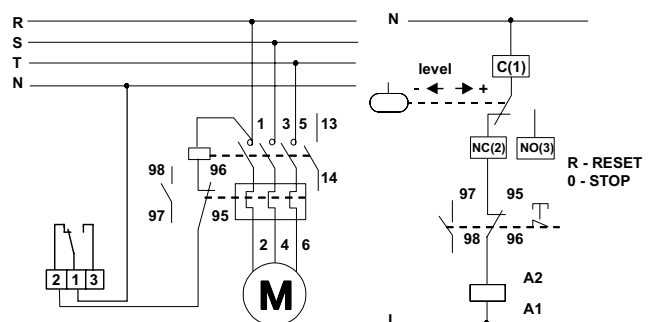 R
S
T
N
1 3 5 13
14
98
96
97
95
2 4 6
2 1 3
M
N
C(1)
level
- +
NC(2)
NO(3)
R - RESET
0 - STOP
97
95
98
96
A2
A1